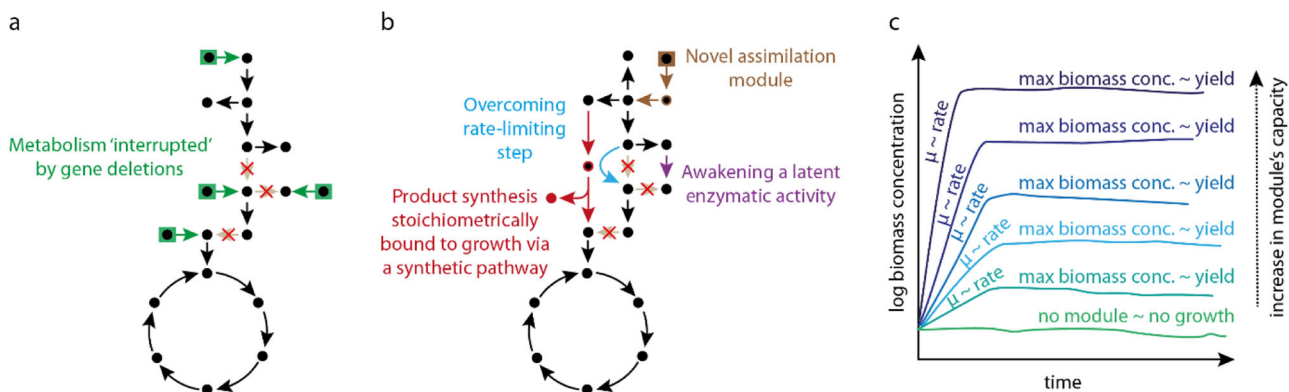 a
Metabolism 'interrupted'
by gene deletions
b
Novel assimilation
module
Overcoming
rate-limiting
step
Awakening a latent
enzymatic activity
Product synthesis
stoichiometrically
bound to growth via
a synthetic pathway
c
log biomass concentration
max biomass conc. ~ yield
μ ~ rate
max biomass conc. ~ yield
μ ~ rate
max biomass conc. ~ yield
μ ~ rate
max biomass conc. ~ yield
μ ~ rate
max biomass conc. ~ yield
μ ~ rate
no module ~ no growth
increase in module's capacity
time